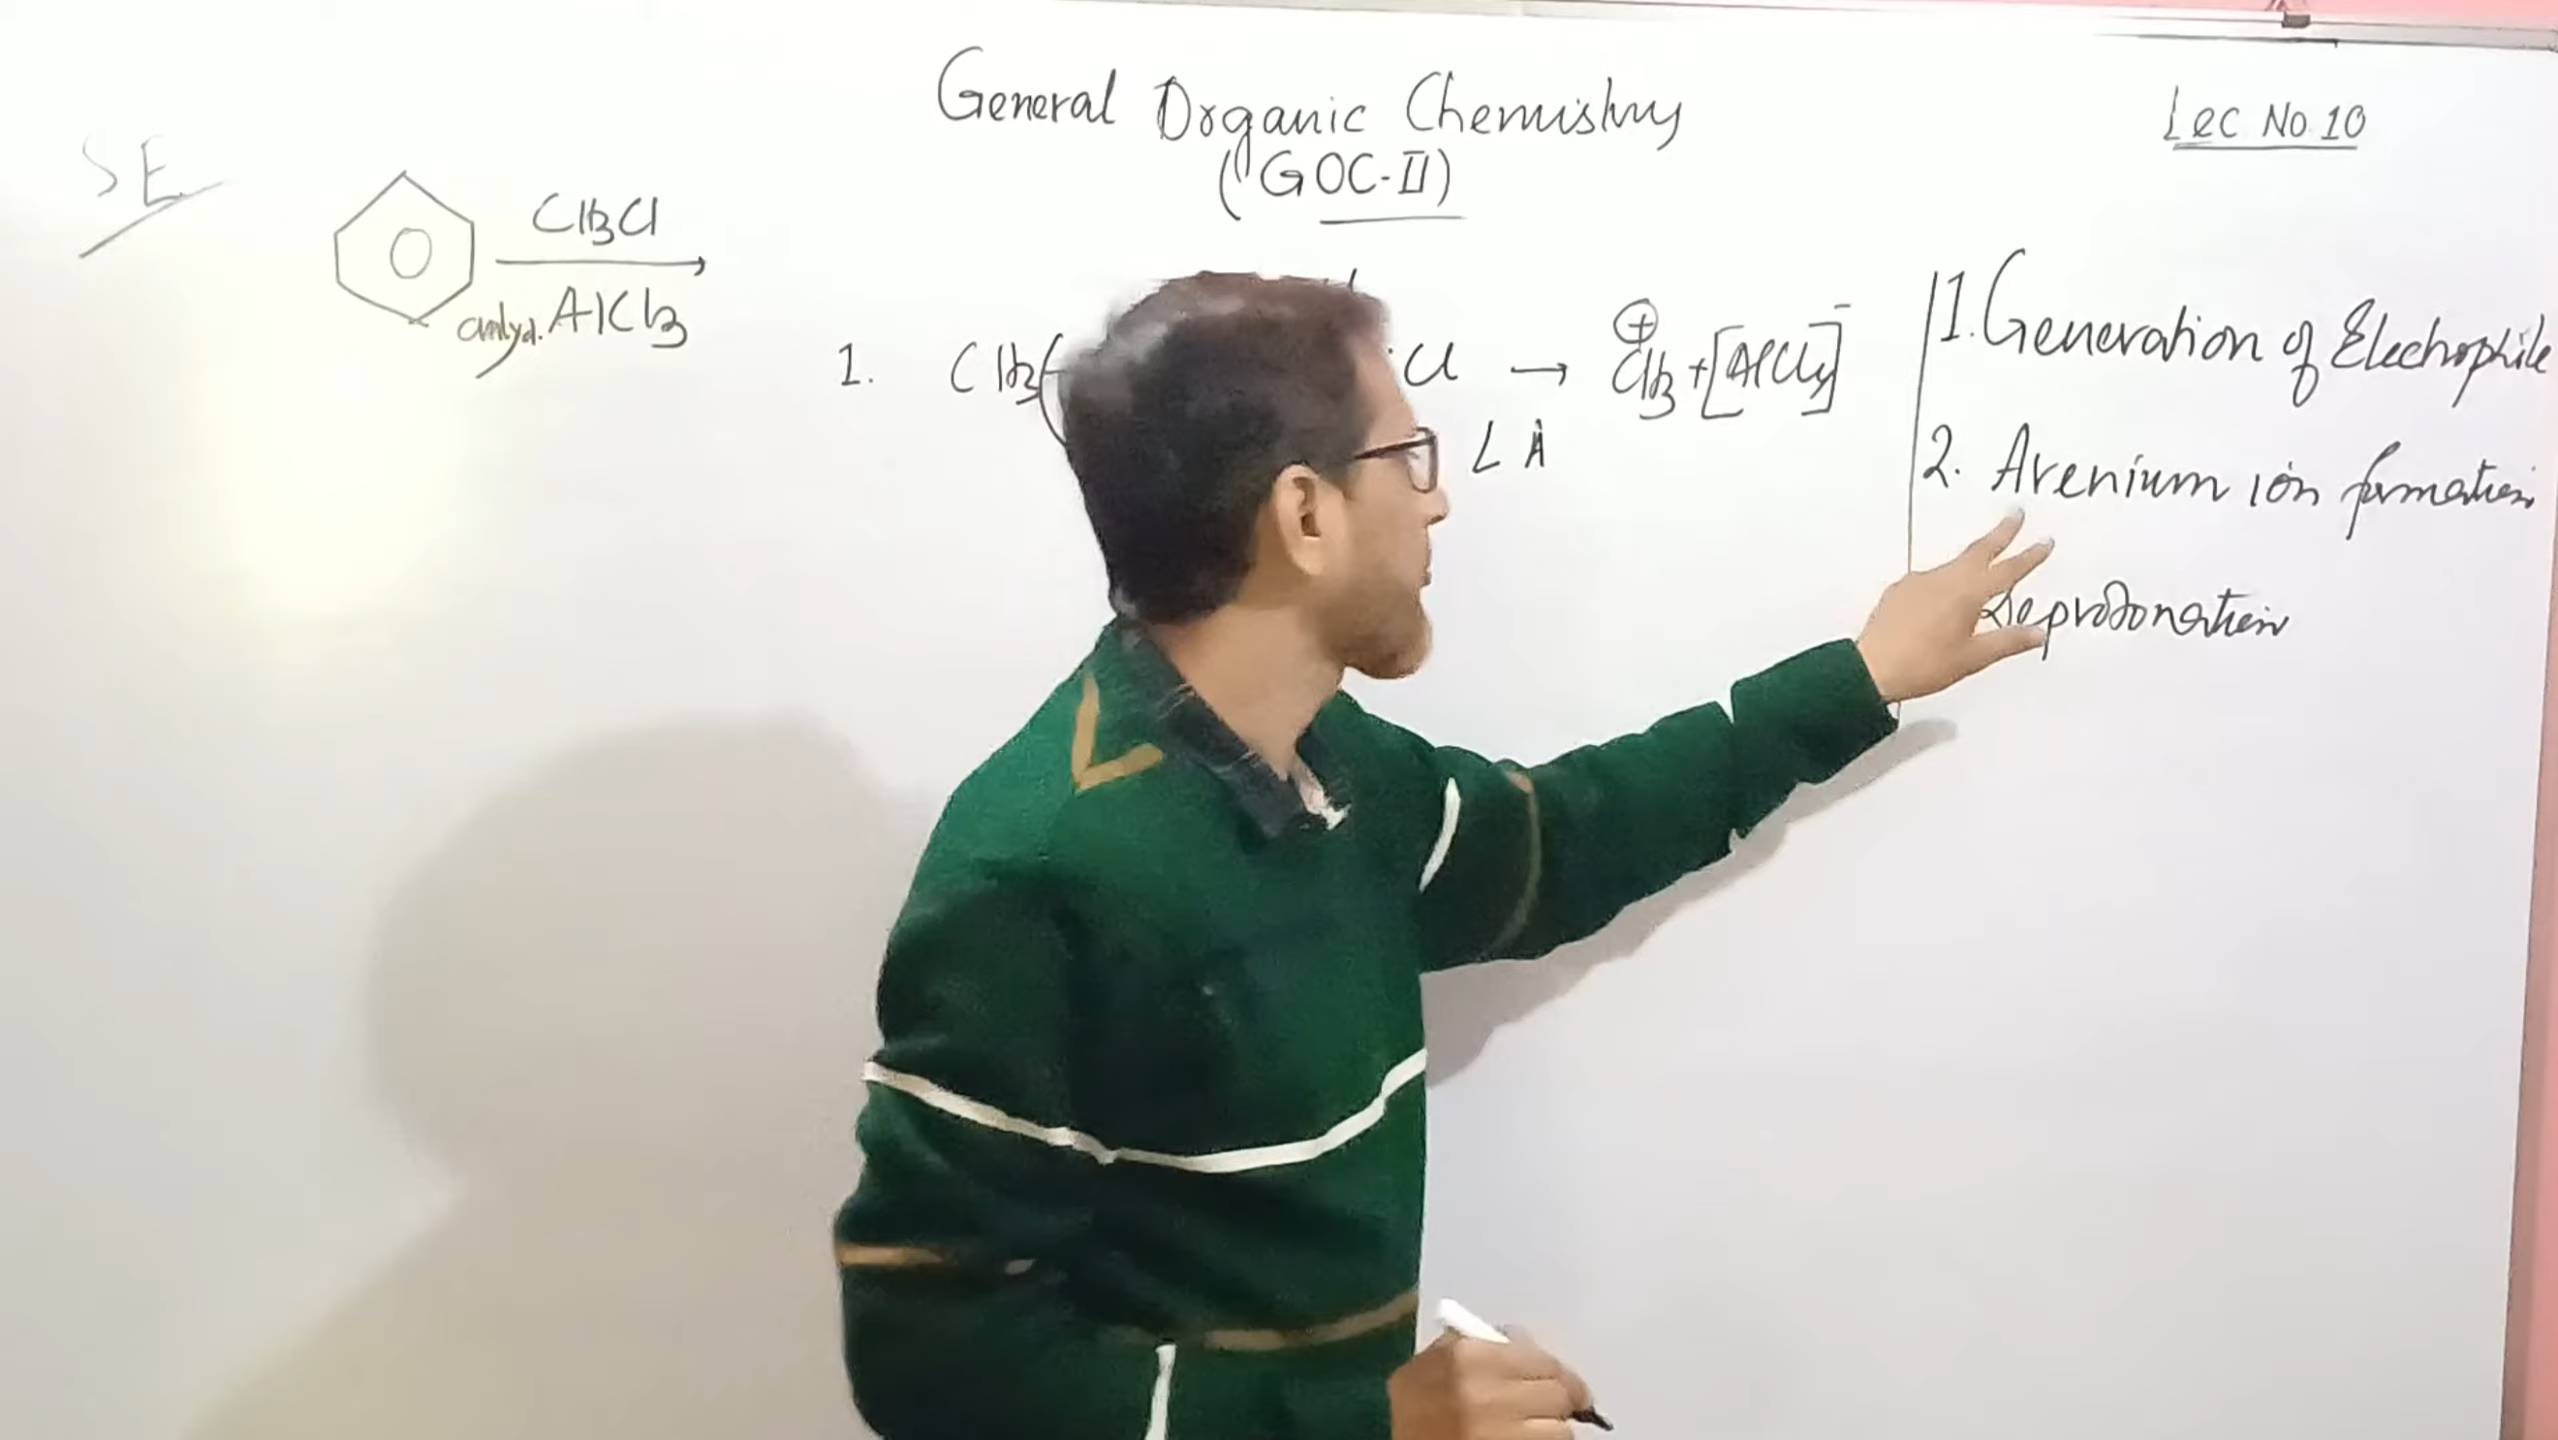 General Organic Chemistry
(GOC-II)
Lec No. 10
SE
CH3Cl
anhyd. AlCl3
1. CH3 Cl → CH3 + [AlCl4]-
⊕
LA
1. Generation of Electrophile
2. Arenium ion formation
Deprotonation